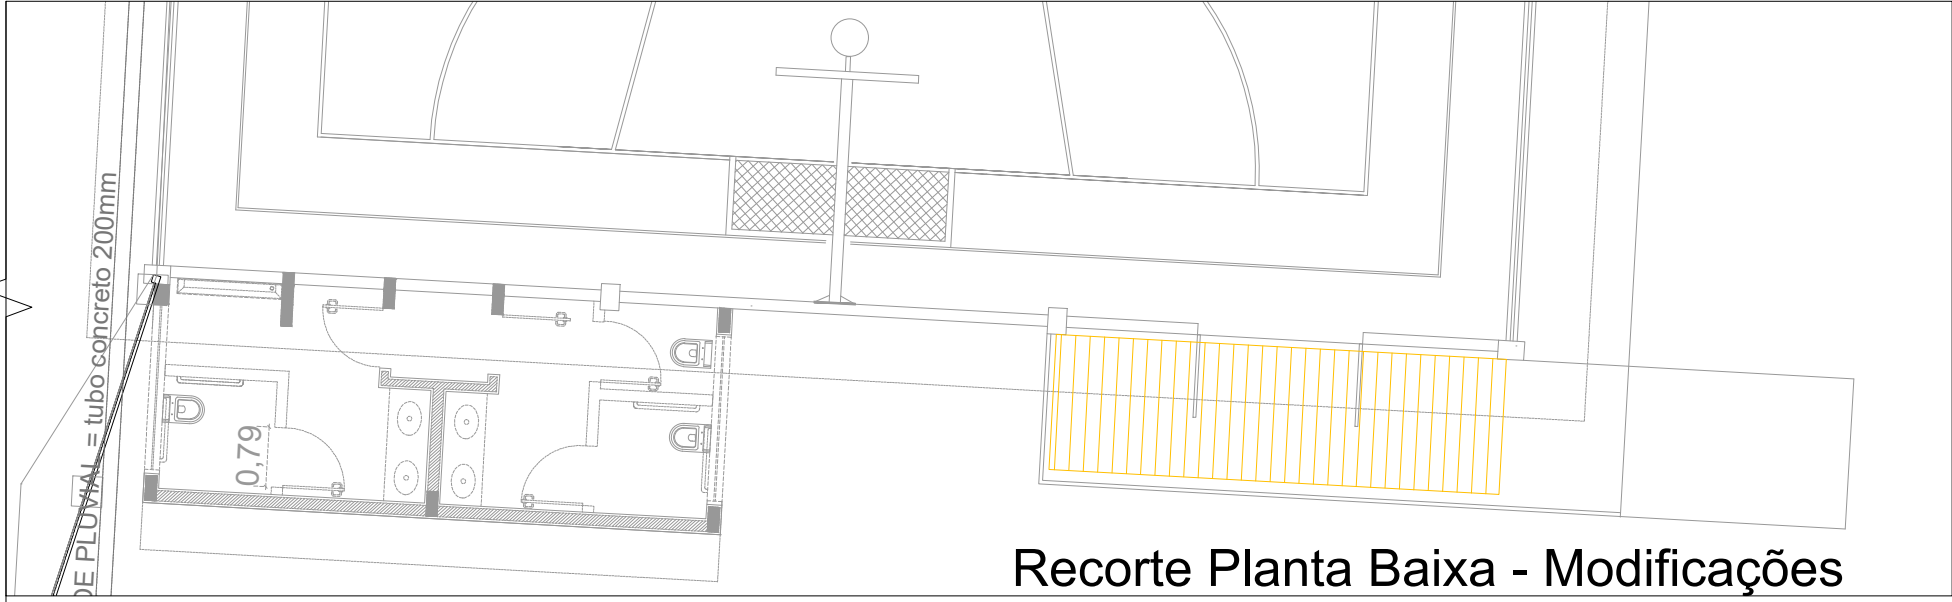 DE PLUVIAL = tubo concreto 200mm
0,79
Recorte Planta Baixa - Modificações